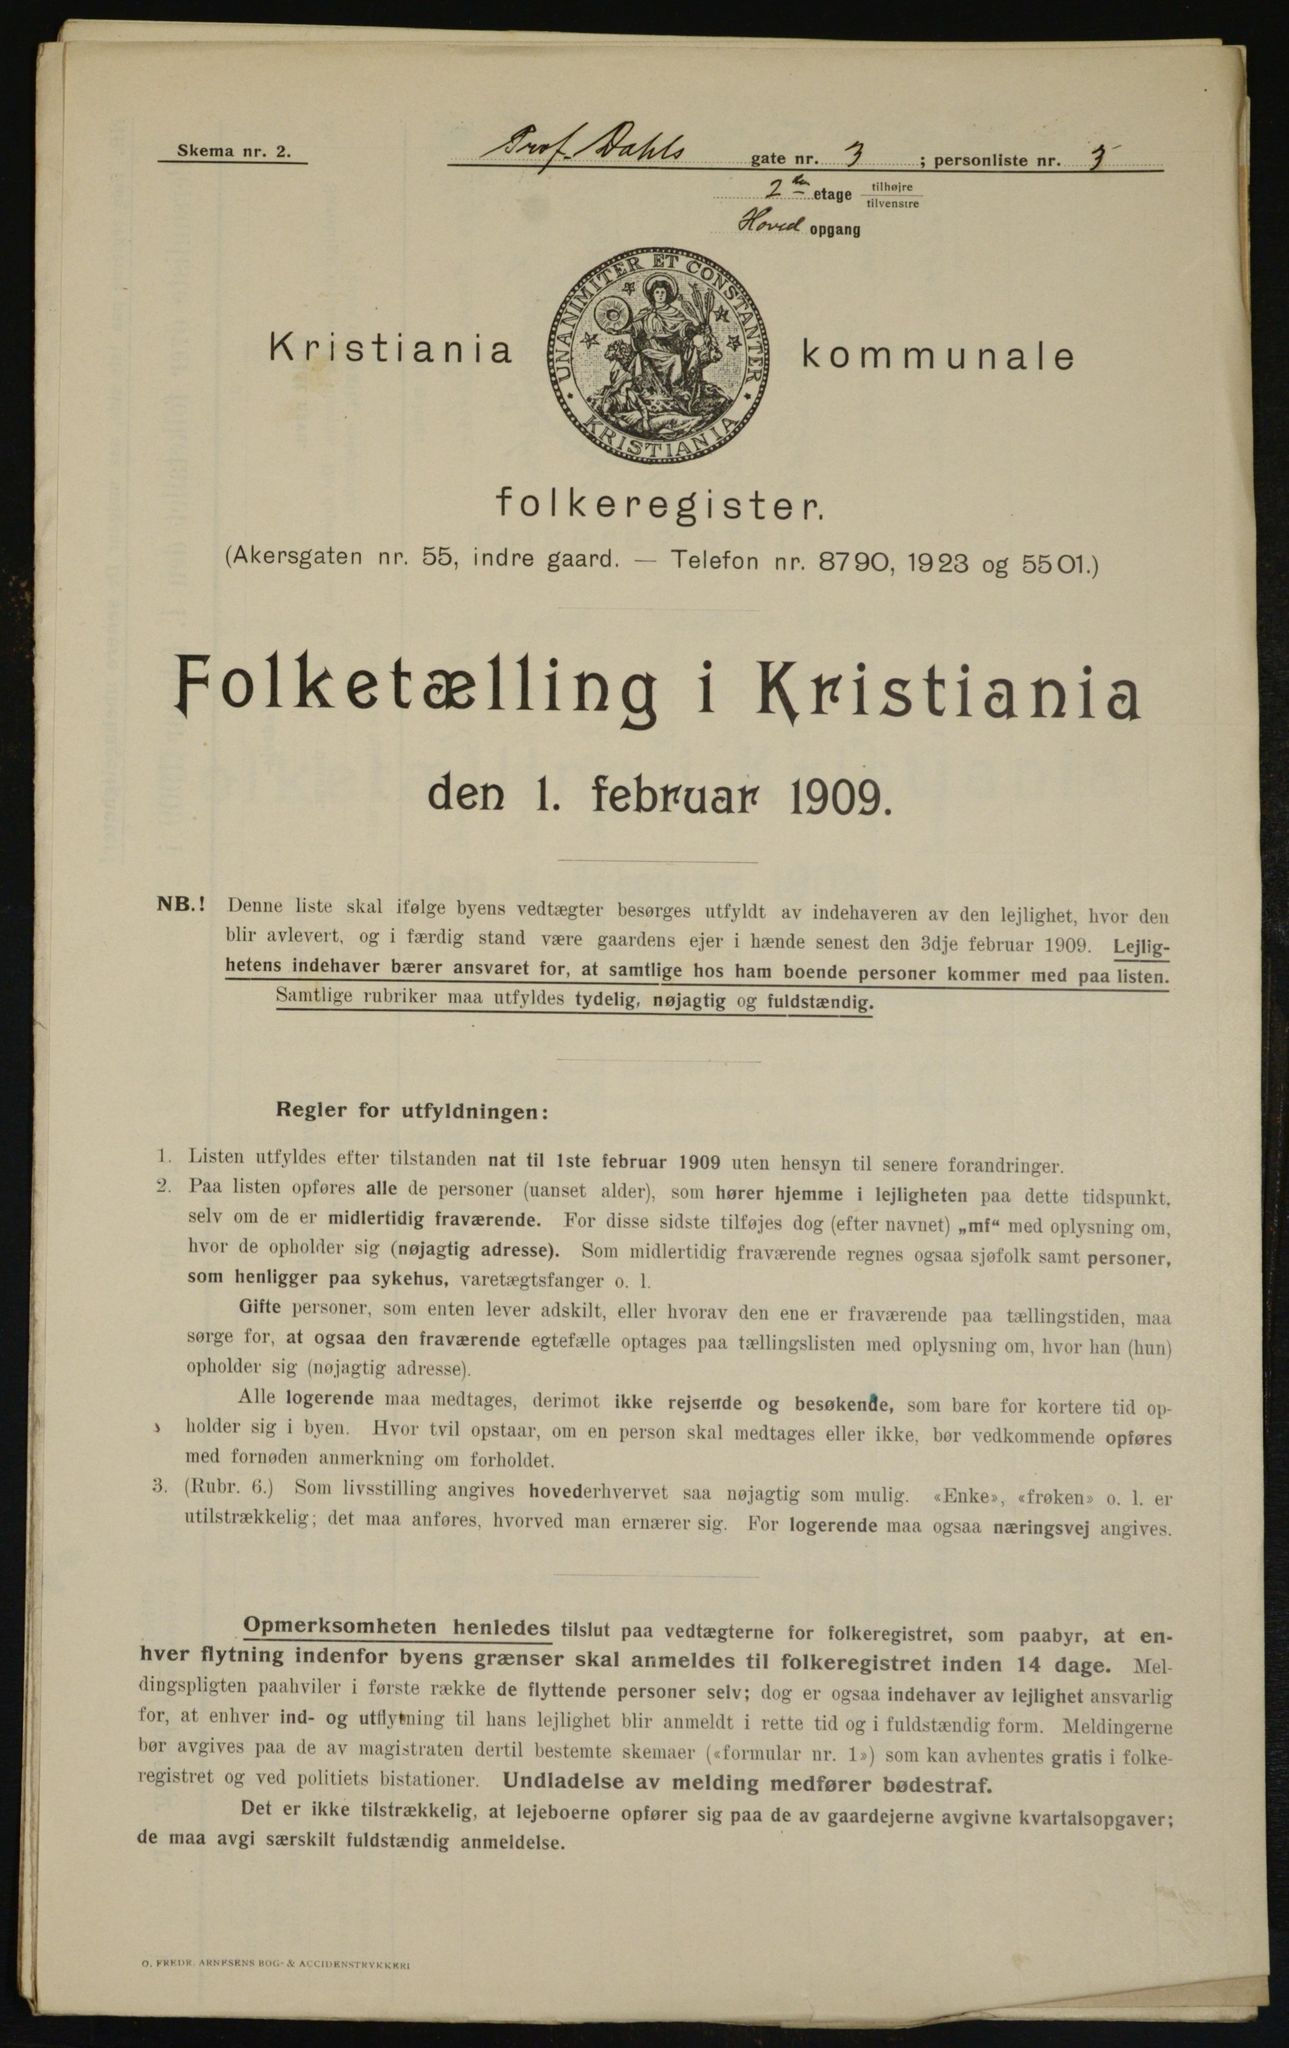 Skema nr. 2.
Prof. Dahls gate nr. 3 ; personliste nr. 3
2den etage tilhøjre
tilvenstre
Hoved opgang
UNANIMITER ET CONSTANTER
KRISTIANIA
Kristiania kommunale
folkeregister.
(Akersgaten nr. 55, indre gaard. — Telefon nr. 8790, 1923 og 5501.)
Folketælling i Kristiania
den 1. februar 1909.
NB.! Denne liste skal ifølge byens vedtægter besørges utfyldt av indehaveren av den lejlighet, hvor den
blir avlevert, og i færdig stand være gaardens ejer i hænde senest den 3dje februar 1909. Lejlig-
hetens indehaver bærer ansvaret for, at samtlige hos ham boende personer kommer med paa listen.
Samtlige rubriker maa utfyldes tydelig, nøjagtig og fuldstændig.
Regler for utfyldningen:
1. Listen utfyldes efter tilstanden nat til 1ste februar 1909 uten hensyn til senere forandringer.
2. Paa listen opføres alle de personer (uanset alder), som hører hjemme i lejligheten paa dette tidspunkt,
selv om de er midlertidig fraværende. For disse sidste tilføjes dog (efter navnet) „mf“ med oplysning om,
hvor de opholder sig (nøjagtig adresse). Som midlertidig fraværende regnes ogsaa sjøfolk samt personer,
som henligger paa sykehus, varetægtsfanger o. l.
Gifte personer, som enten lever adskilt, eller hvorav den ene er fraværende paa tællingstiden, maa
sørge for, at ogsaa den fraværende egtefælle optages paa tællingslisten med oplysning om, hvor han (hun)
opholder sig (nøjagtig adresse).
Alle logerende maa medtages, derimot ikke rejsende og besøkende, som bare for kortere tid op-
holder sig i byen. Hvor tvil opstaar, om en person skal medtages eller ikke, bør vedkommende opføres
med fornøden anmerkning om forholdet.
3. (Rubr. 6.) Som livsstilling angives hovederhvervet saa nøjagtig som mulig. «Enke», «frøken» o. l. er
utilstrækkelig; det maa anføres, hvorved man ernærer sig. For logerende maa ogsaa næringsvej angives.
Opmerksomheten henledes tilslut paa vedtægterne for folkeregistret, som paabyr, at en-
hver flytning indenfor byens grænser skal anmeldes til folkeregistret inden 14 dage. Mel-
dingspligten paahviler i første række de flyttende personer selv; dog er ogsaa indehaver av lejlighet ansvarlig
for, at enhver ind- og utflytning til hans lejlighet blir anmeldt i rette tid og i fuldstændig form. Meldingerne
bør avgives paa de av magistraten dertil bestemte skemaer («formular nr. 1») som kan avhentes gratis i folke-
registret og ved politiets bistationer. Undladelse av melding medfører bødestraf.
Det er ikke tilstrækkelig, at lejeboerne opfører sig paa de av gaardejerne avgivne kvartalsopgaver;
de maa avgi særskilt fuldstændig anmeldelse.
O. FREDR. ARNESENS BOG- & ACCIDENSTRYKKERI